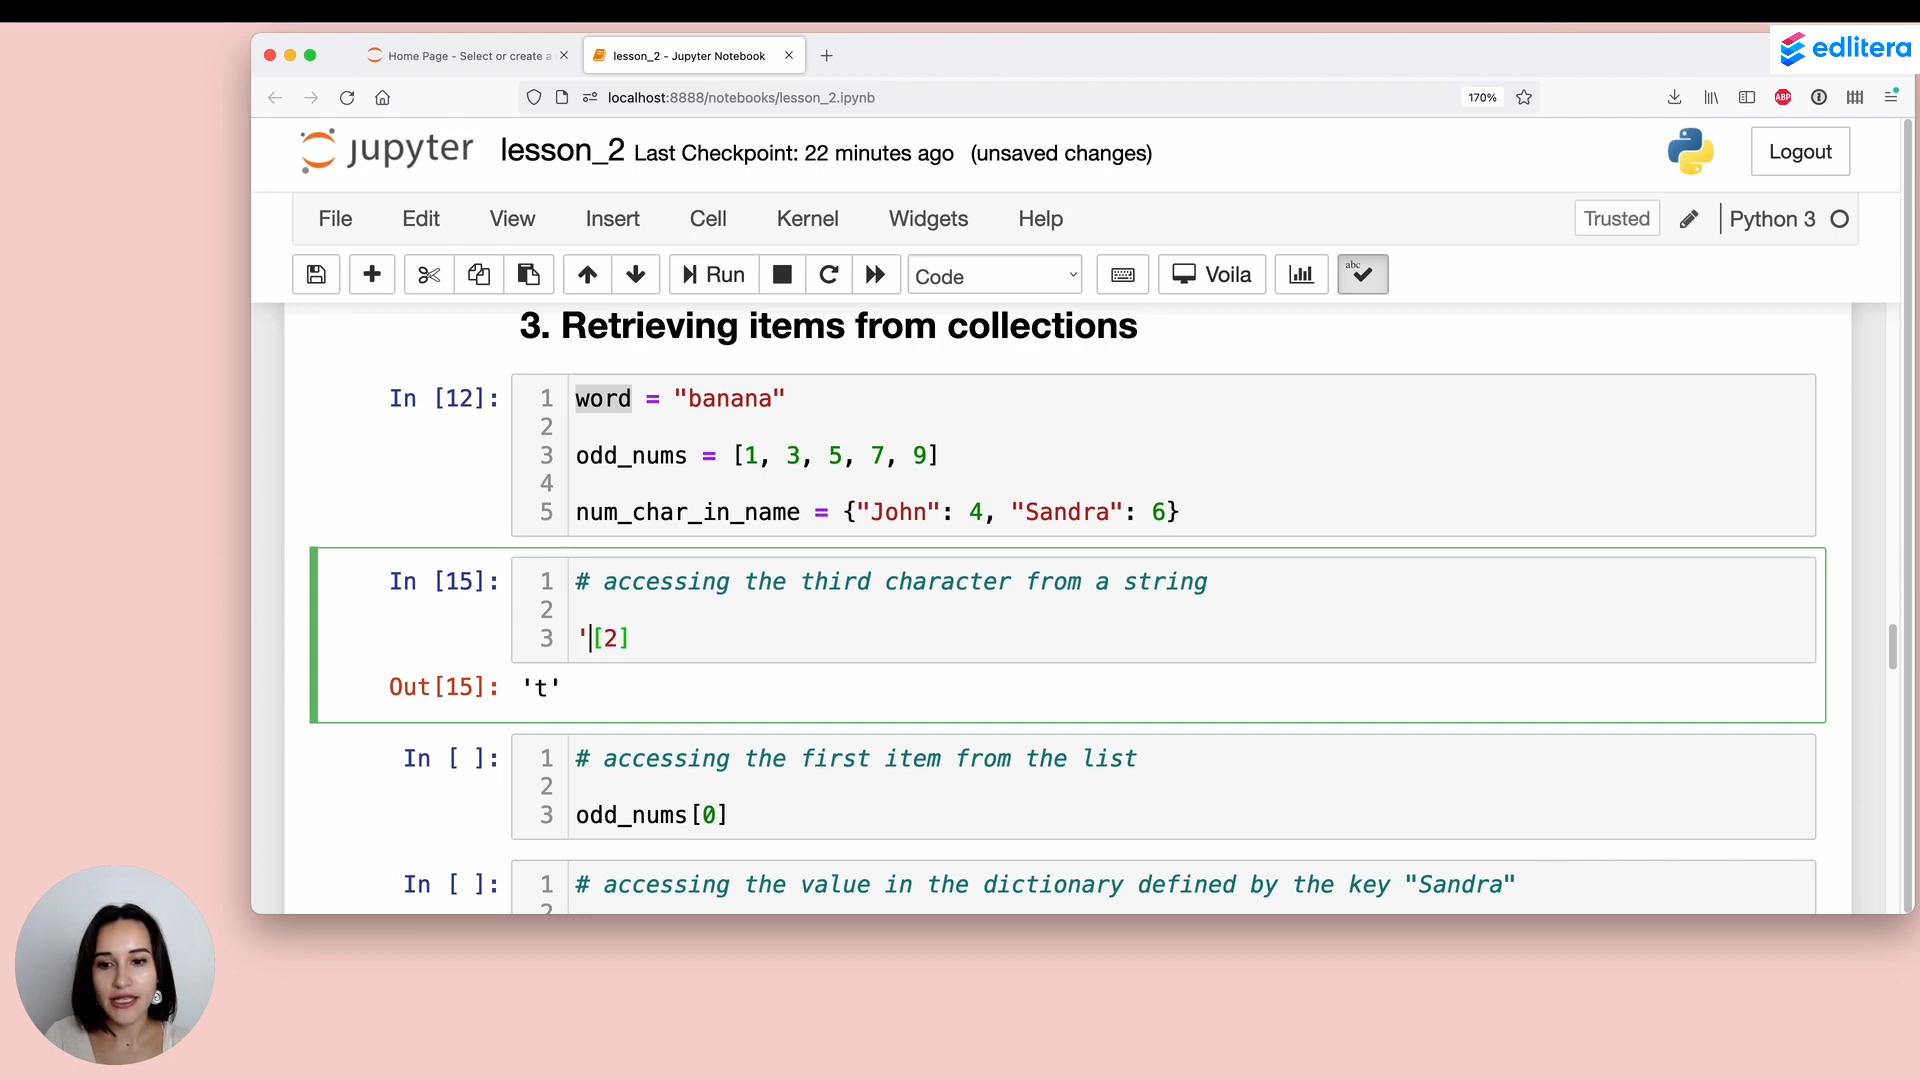 edlitera
Home Page - Select or create a
lesson_2 - Jupyter Notebook
localhost:8888/notebooks/lesson_2.ipynb
170%
ABP
jupyter lesson_2 Last Checkpoint: 22 minutes ago (unsaved changes)
Logout
File Edit View Insert Cell Kernel Widgets Help
Trusted Python 3
Run Code Voila abc
3. Retrieving items from collections
In [12]: 1 word = "banana"
2
3 odd_nums = [1, 3, 5, 7, 9]
4
5 num_char_in_name = {"John": 4, "Sandra": 6}
In [15]: 1 # accessing the third character from a string
2
3 '[2]
Out[15]: 't'
In [ ]: 1 # accessing the first item from the list
2
3 odd_nums[0]
In [ ]: 1 # accessing the value in the dictionary defined by the key "Sandra"
2